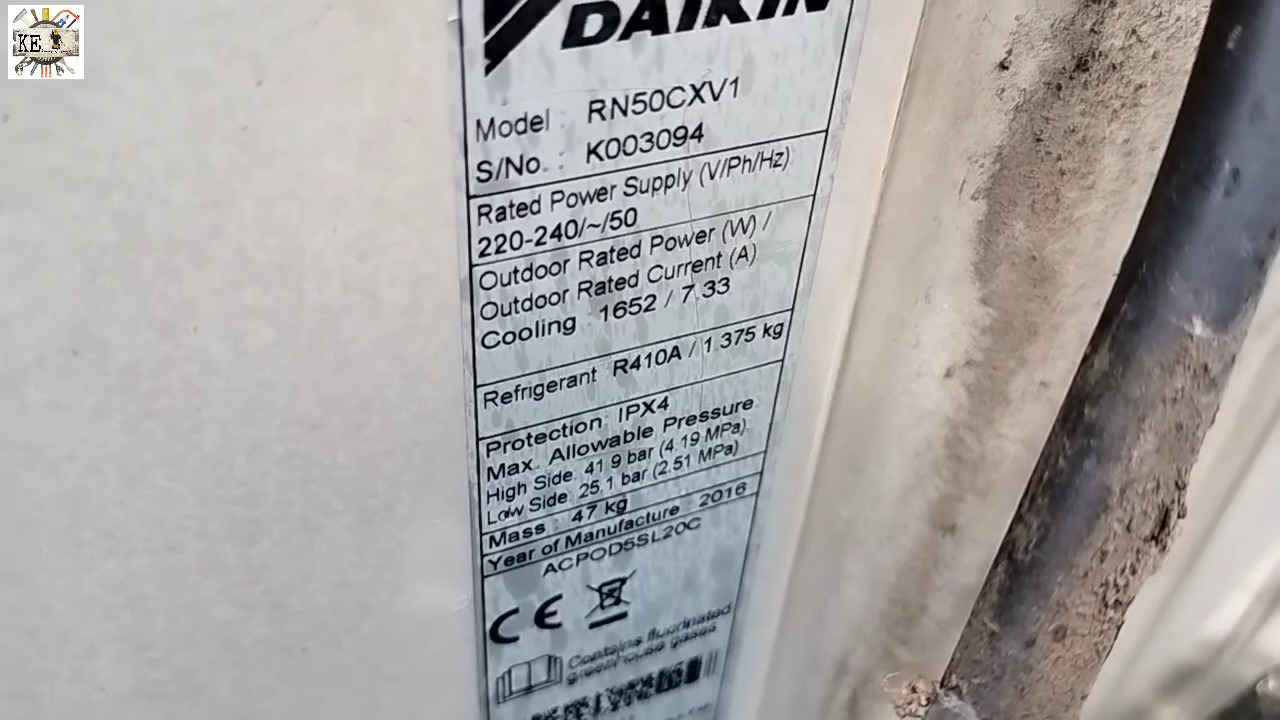 KE
DAIKIN
Model : RN50CXV1
S/No. : K003094
Rated Power Supply (V/Ph/Hz)
220-240/~/50
Outdoor Rated Power (W) /
Outdoor Rated Current (A)
Cooling : 1652 / 7.33
Refrigerant R410A / 1.375 kg
Protection IPX4
Max. Allowable Pressure
High Side 41.9 bar (4.19 MPa)
Low Side 25.1 bar (2.51 MPa)
Mass : 47 kg
Year of Manufacture : 2016
ACPOD5SL20C
CE
Contains fluorinated
greenhouse gases